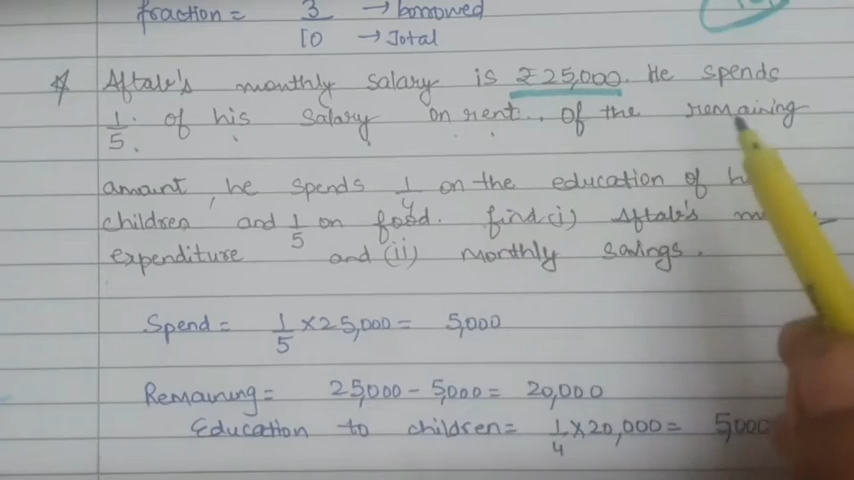 fraction = 3 → borrowed
10 → Total
Aftab's monthly salary is ₹25,000. He spends
1/5 of his salary on rent. Of the remaining
amount, he spends 1/4 on the education of
children and 1/5 on food. find (i) Aftab's
expenditure and (ii) monthly savings.
Spend = 1/5 × 25,000 = 5,000
Remaining = 25,000 - 5,000 = 20,000
Education to children = 1/4 × 20,000 = 5,000